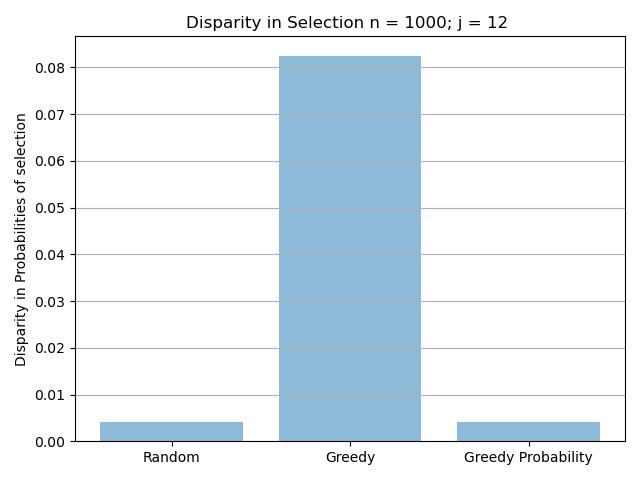 Disparity in Selection n = 1000; j = 12
Disparity in Probabilities of selection
0.08
0.07
0.06
0.05
0.04
0.03
0.02
0.01
0.00
Random
Greedy
Greedy Probability